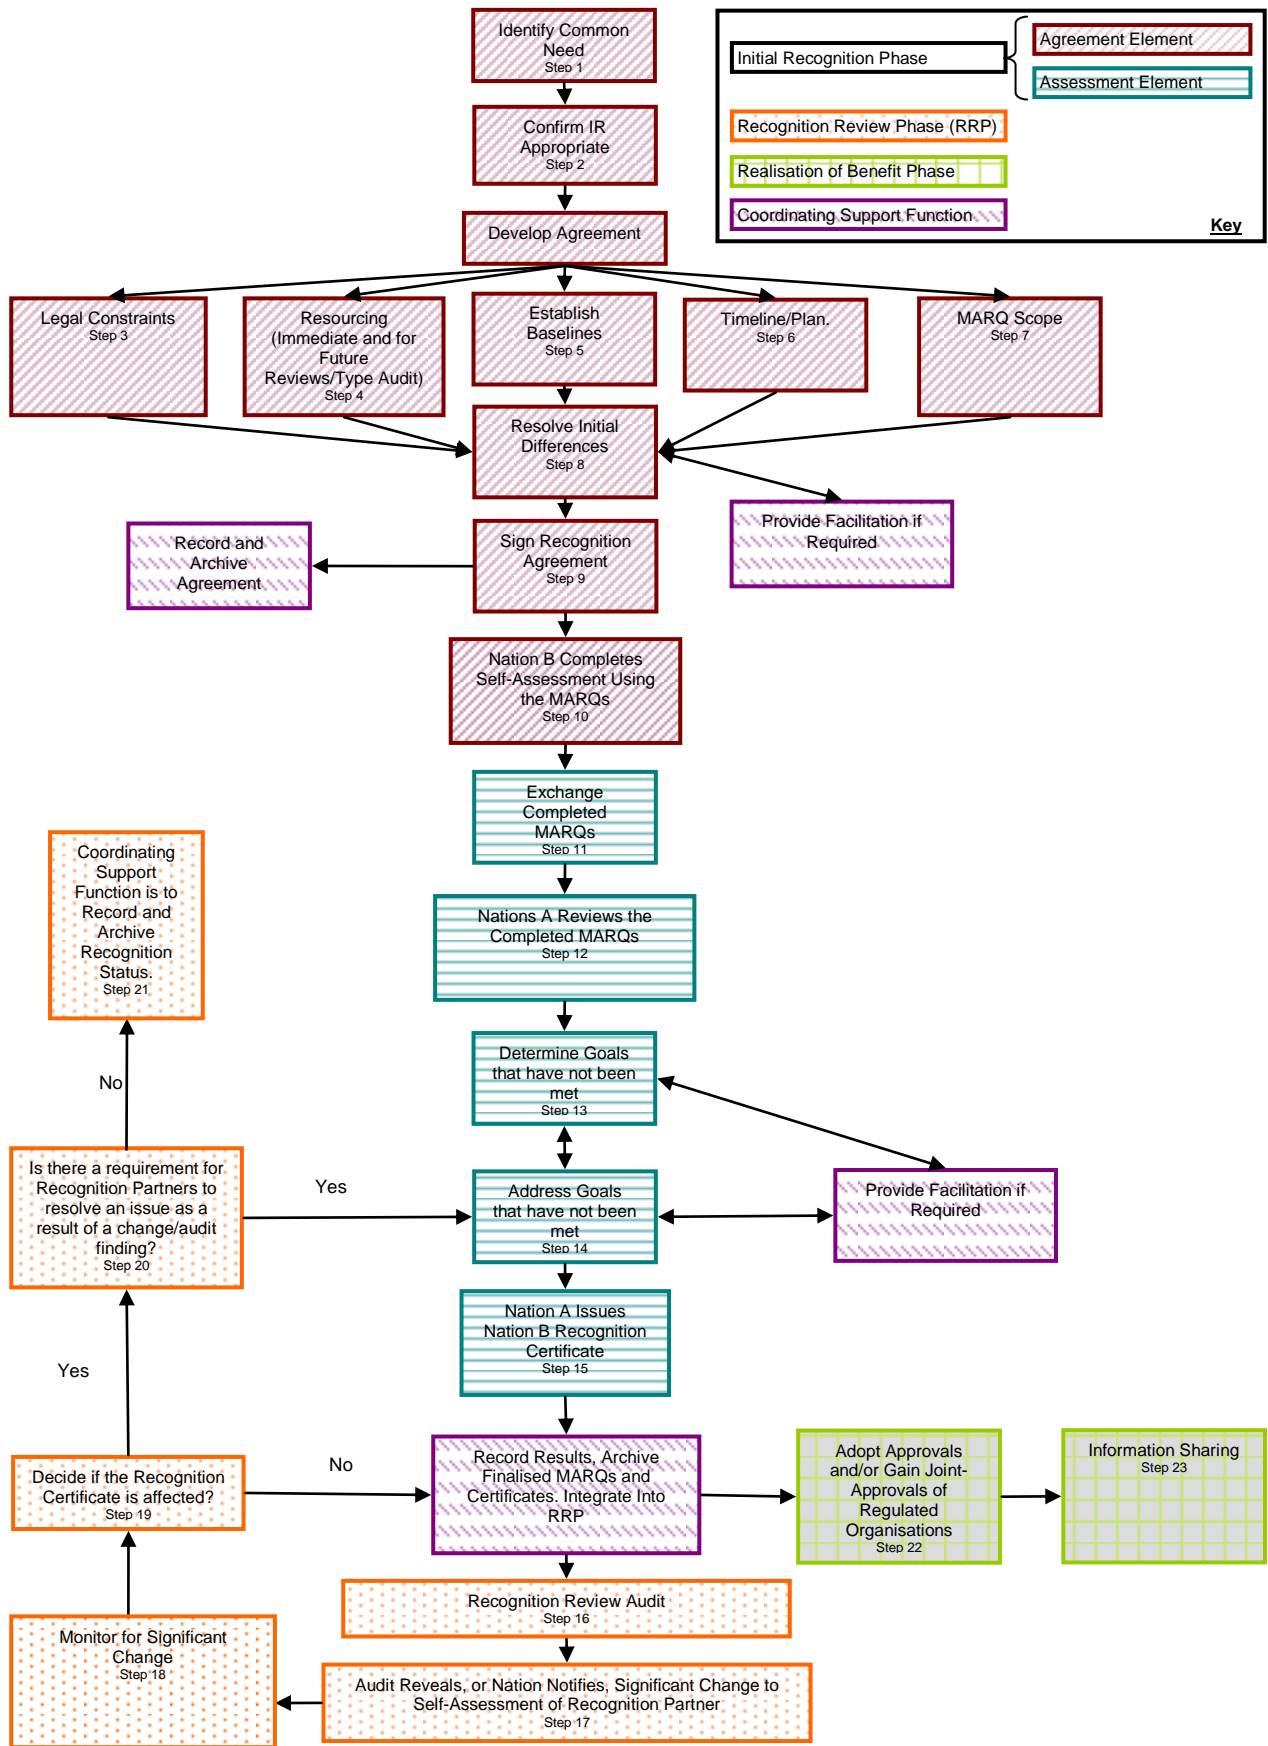 Identify Common
Need
Step 1
Initial Recognition Phase
Agreement Element
Assessment Element
Recognition Review Phase (RRP)
Realisation of Benefit Phase
Coordinating Support Function
Key
Confirm IR
Appropriate
Step 2
Develop Agreement
Legal Constraints
Step 3
Resourcing
(Immediate and for
Future
Reviews/Type Audit)
Step 4
Establish
Baselines
Step 5
Timeline/Plan.
Step 6
MARQ Scope
Step 7
Resolve Initial
Differences
Step 8
Provide Facilitation if
Required
Record and
Archive
Agreement
Sign Recognition
Agreement
Step 9
Nation B Completes
Self-Assessment Using
the MARQs
Step 10
Exchange
Completed
MARQs
Step 11
Coordinating
Support
Function is to
Record and
Archive
Recognition
Status.
Step 21
Nations A Reviews the
Completed MARQs
Step 12
Determine Goals
that have not been
met
Step 13
No
Is there a requirement for
Recognition Partners to
resolve an issue as a
result of a change/audit
finding?
Step 20
Yes
Address Goals
that have not been
met
Step 14
Provide Facilitation if
Required
Nation A Issues
Nation B Recognition
Certificate
Step 15
Yes
Decide if the Recognition
Certificate is affected?
Step 19
No
Record Results, Archive
Finalised MARQs and
Certificates. Integrate Into
RRP
Adopt Approvals
and/or Gain Joint-
Approvals of
Regulated
Organisations
Step 22
Information Sharing
Step 23
Recognition Review Audit
Step 16
Monitor for Significant
Change
Step 18
Audit Reveals, or Nation Notifies, Significant Change to
Self-Assessment of Recognition Partner
Step 17